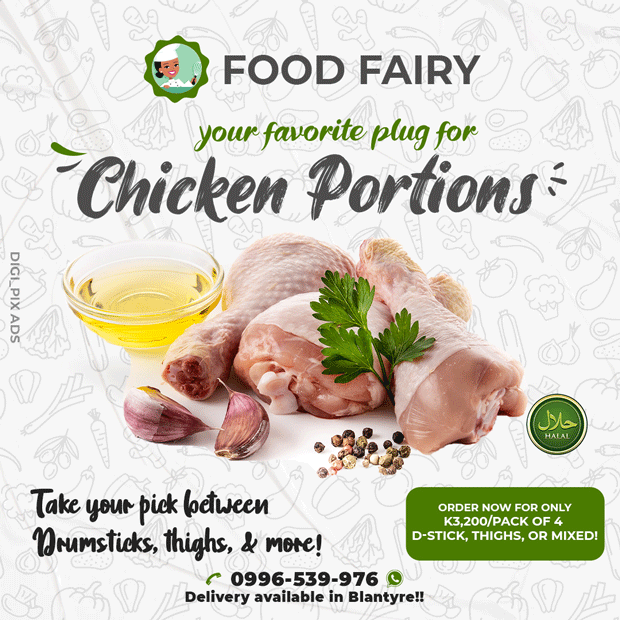 FOOD FAIRY
your favorite plug for
Chicken Portions
DIGI_PIX ADS
حلال
HALAL
Take your pick between
Drumsticks, thighs, & more!
ORDER NOW FOR ONLY
K3,200/PACK OF 4
D-STICK, THIGHS, OR MIXED!
0996-539-976
Delivery available in Blantyre!!